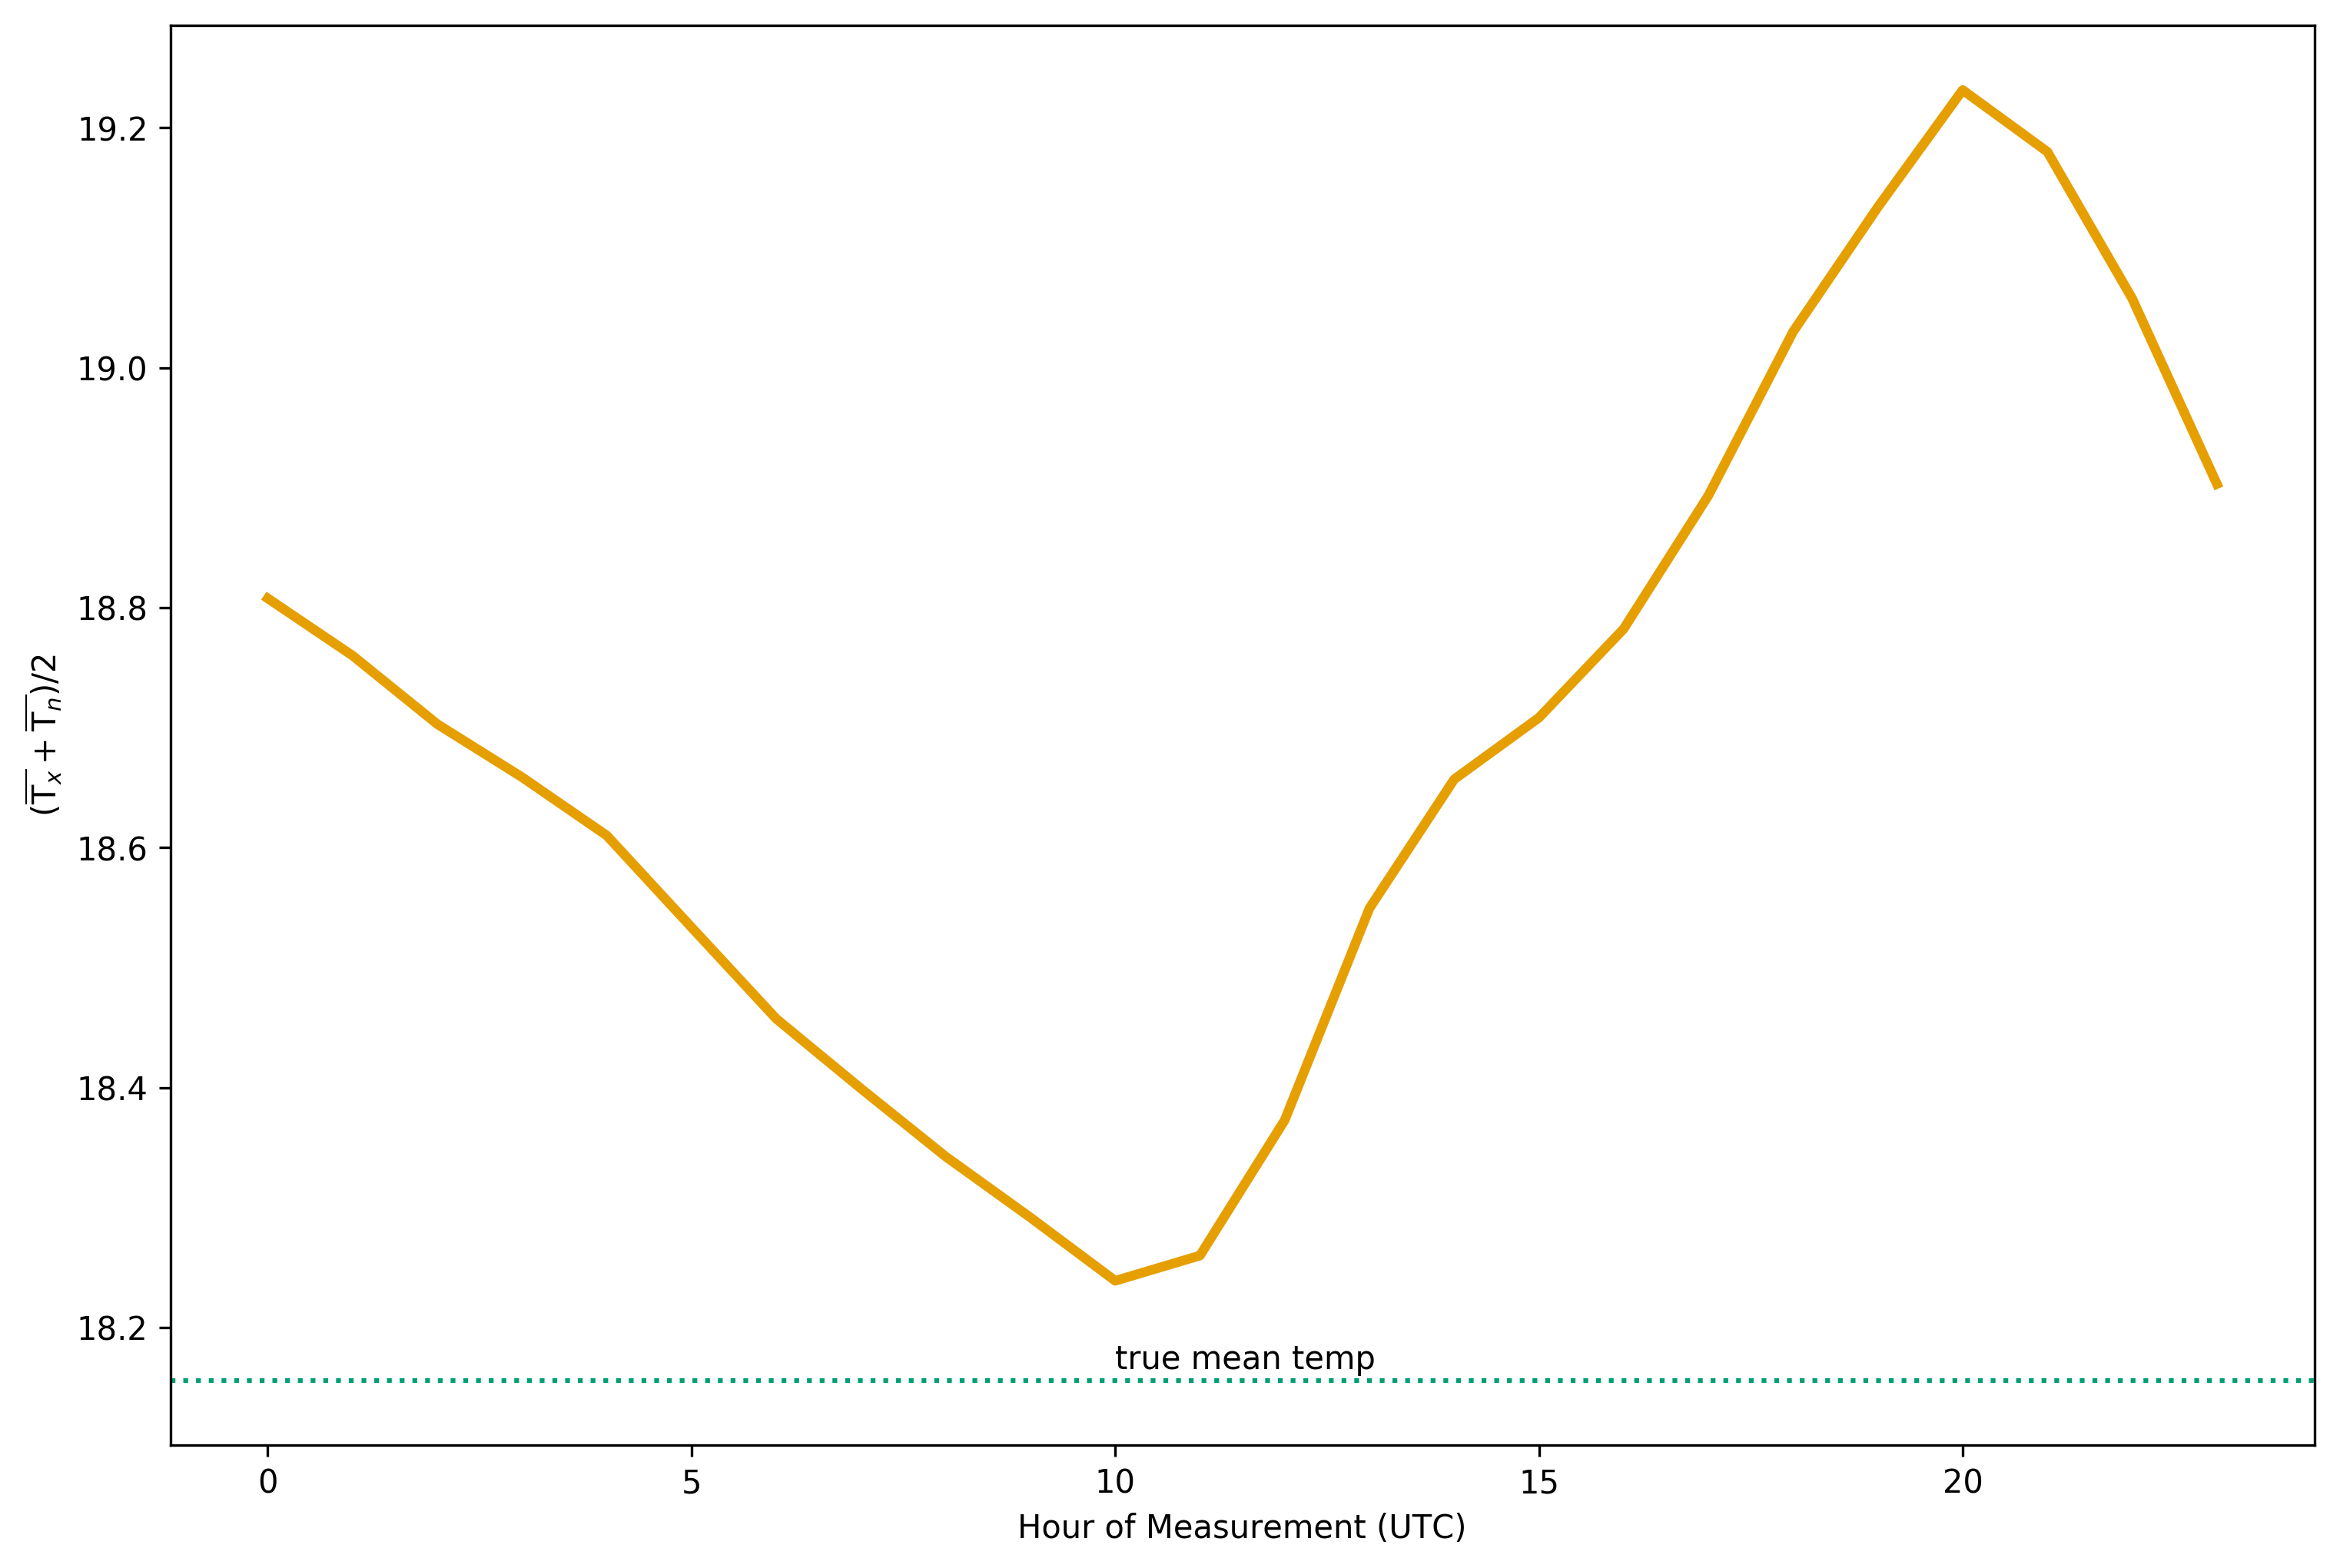 19.2
19.0
18.8
18.6
18.4
18.2
(T̅ₓ + T̅ₙ)/2
true mean temp
0 5 10 15 20
Hour of Measurement (UTC)